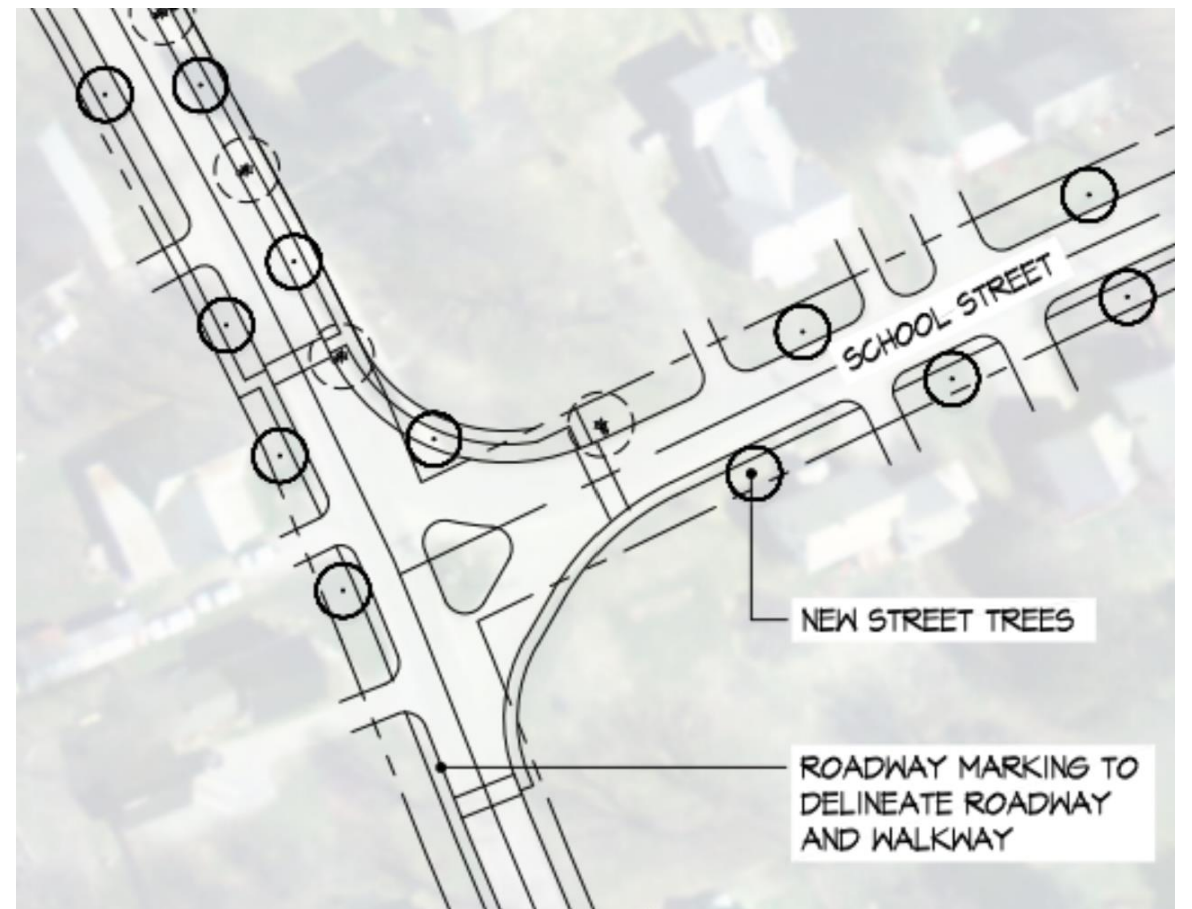 SCHOOL STREET
NEW STREET TREES
ROADWAY MARKING TO
DELINEATE ROADWAY
AND WALKWAY